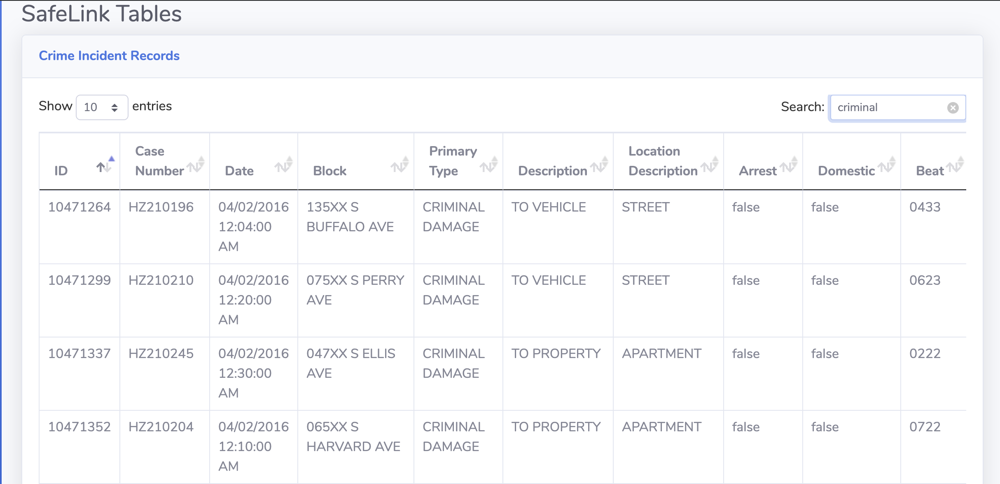 SafeLink Tables
Crime Incident Records
Show 10 entries
Search: criminal
ID
Case
Number
Date
Block
Primary
Type
Description
Location
Description
Arrest
Domestic
Beat
10471264
HZ210196
04/02/2016
12:04:00
AM
135XX S
BUFFALO AVE
CRIMINAL
DAMAGE
TO VEHICLE
STREET
false
false
0433
10471299
HZ210210
04/02/2016
12:20:00
AM
075XX S PERRY
AVE
CRIMINAL
DAMAGE
TO VEHICLE
STREET
false
false
0623
10471337
HZ210245
04/02/2016
12:30:00
AM
047XX S ELLIS
AVE
CRIMINAL
DAMAGE
TO PROPERTY
APARTMENT
false
false
0222
10471352
HZ210204
04/02/2016
12:10:00
AM
065XX S
HARVARD AVE
CRIMINAL
DAMAGE
TO PROPERTY
APARTMENT
false
false
0722